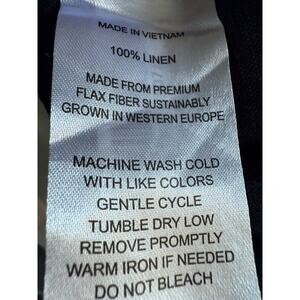 MADE IN VIETNAM
100% LINEN
MADE FROM PREMIUM
FLAX FIBER SUSTAINABLY
GROWN IN WESTERN EUROPE
MACHINE WASH COLD
WITH LIKE COLORS
GENTLE CYCLE
TUMBLE DRY LOW
REMOVE PROMPTLY
WARM IRON IF NEEDED
DO NOT BLEACH